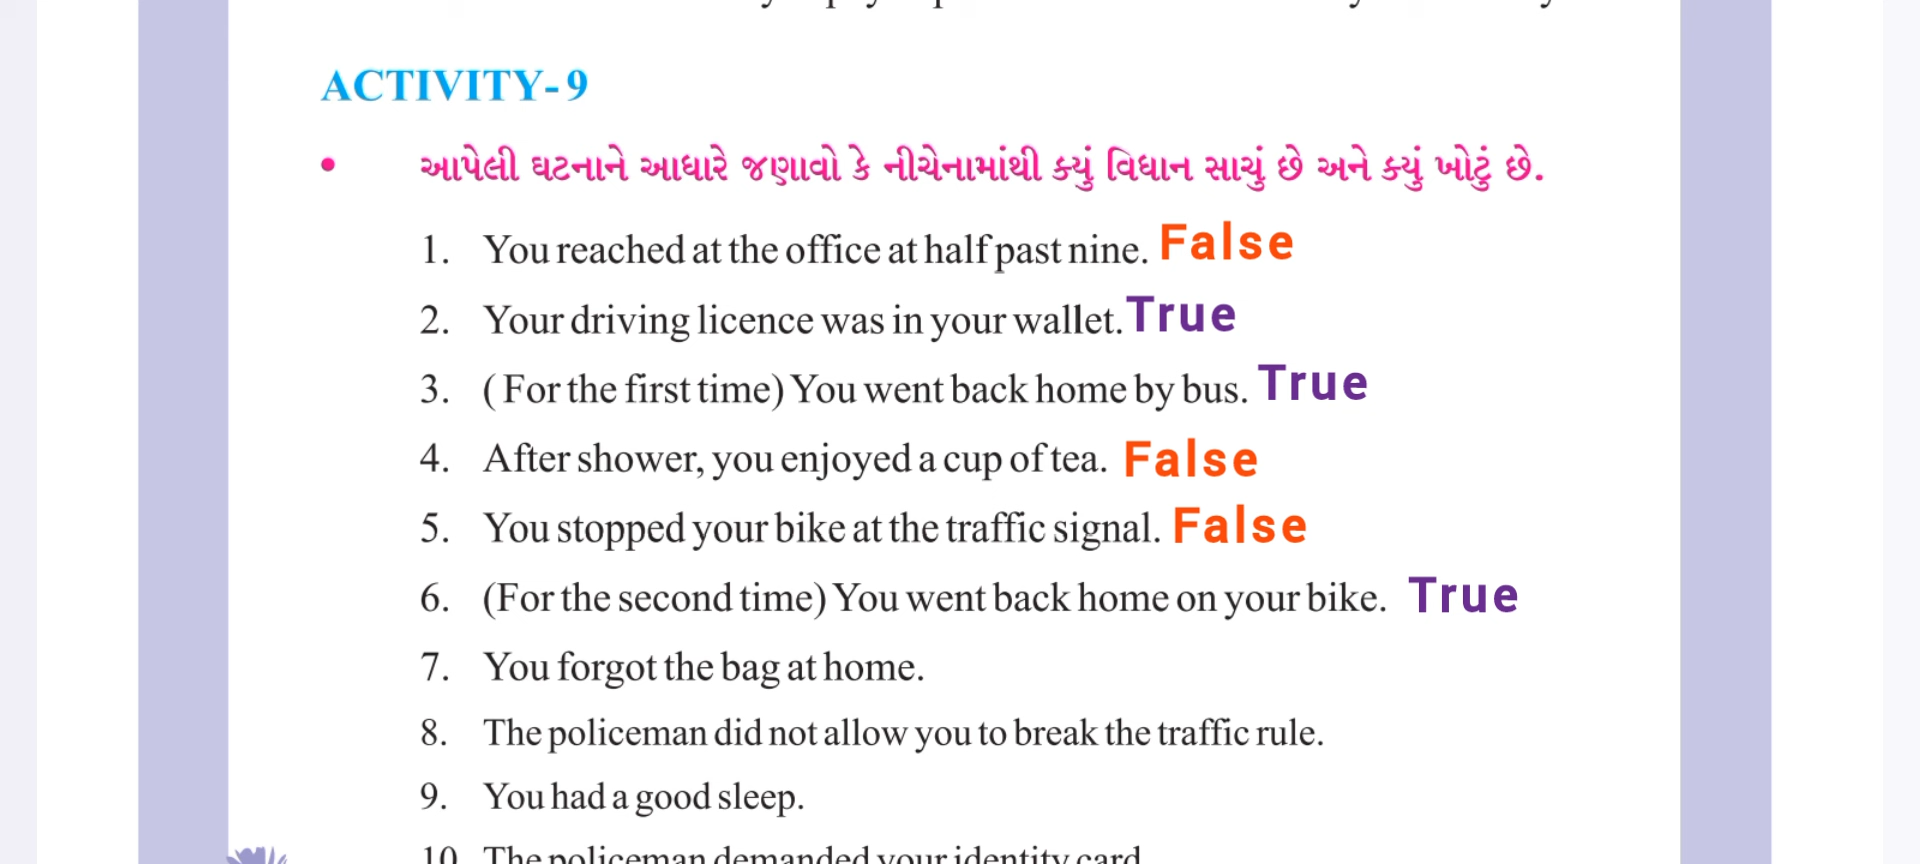 ACTIVITY-9
• આપેલી ઘટનાને આધારે જણાવો કે નીચેનામાંથી ક્યું વિધાન સાચું છે અને ક્યું ખોટું છે.
1. You reached at the office at half past nine. False
2. Your driving licence was in your wallet. True
3. ( For the first time) You went back home by bus. True
4. After shower, you enjoyed a cup of tea. False
5. You stopped your bike at the traffic signal. False
6. (For the second time) You went back home on your bike. True
7. You forgot the bag at home.
8. The policeman did not allow you to break the traffic rule.
9. You had a good sleep.
10. The policeman demanded your identity card.